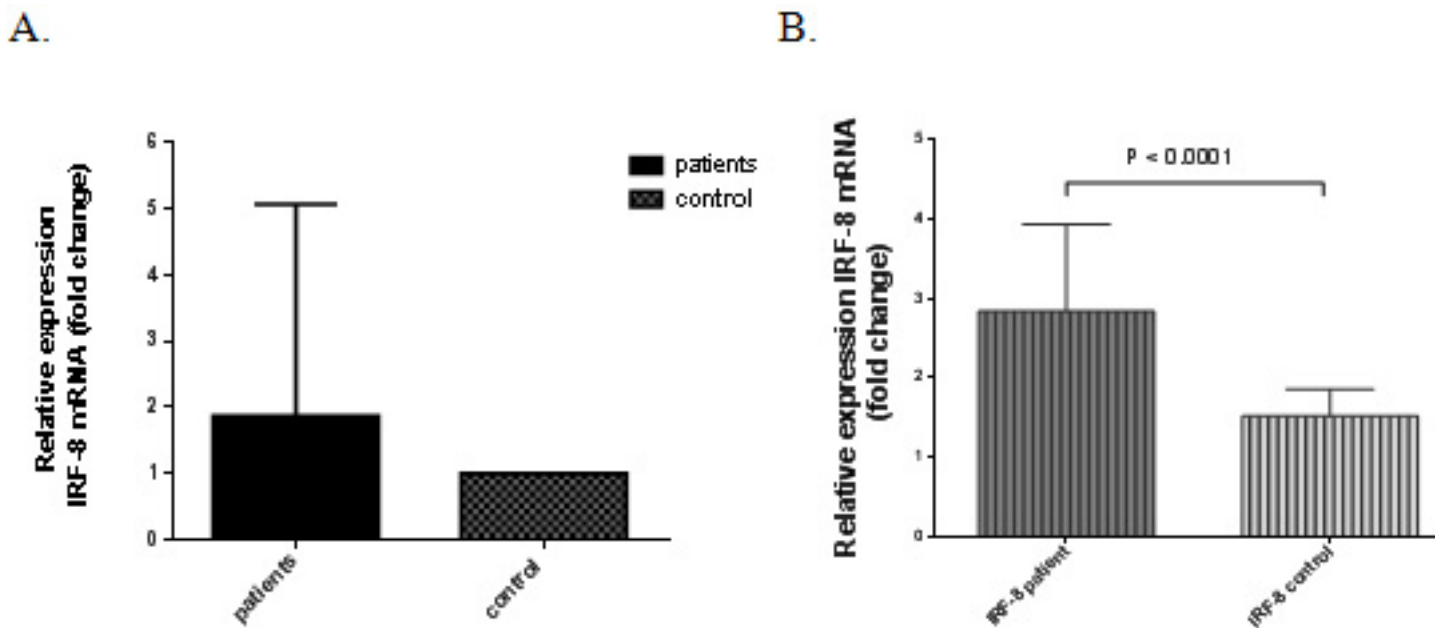 A.
B.
Relative expression
IRF-8 mRNA (fold change)
6
5
4
3
2
1
0
patients
control
patients
control
Relative expression IRF-8 mRNA
(fold change)
5
4
3
2
1
0
P < 0.0001
IRF-8 patient
IRF-8 control